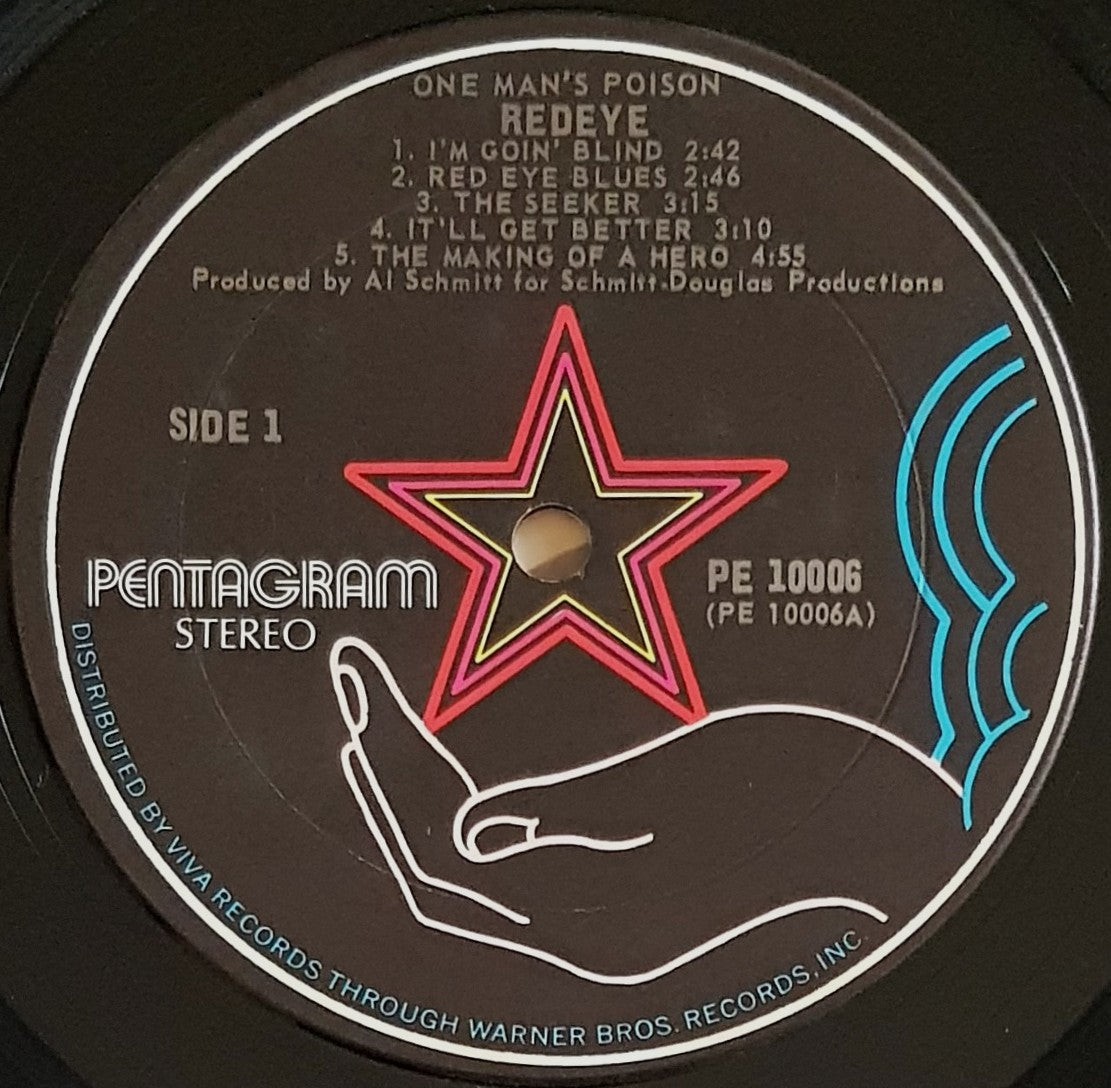 ONE MAN'S POISON
REDEYE
1. I'M GOIN' BLIND 2:42
2. RED EYE BLUES 2:46
3. THE SEEKER 3:15
4. IT'LL GET BETTER 3:10
5. THE MAKING OF A HERO 4:55
Produced by Al Schmitt for Schmitt-Douglas Productions
SIDE 1
PENTAGRAM
STEREO
PE 10006
(PE 10006A)
DISTRIBUTED BY VIVA RECORDS THROUGH WARNER BROS. RECORDS, INC.